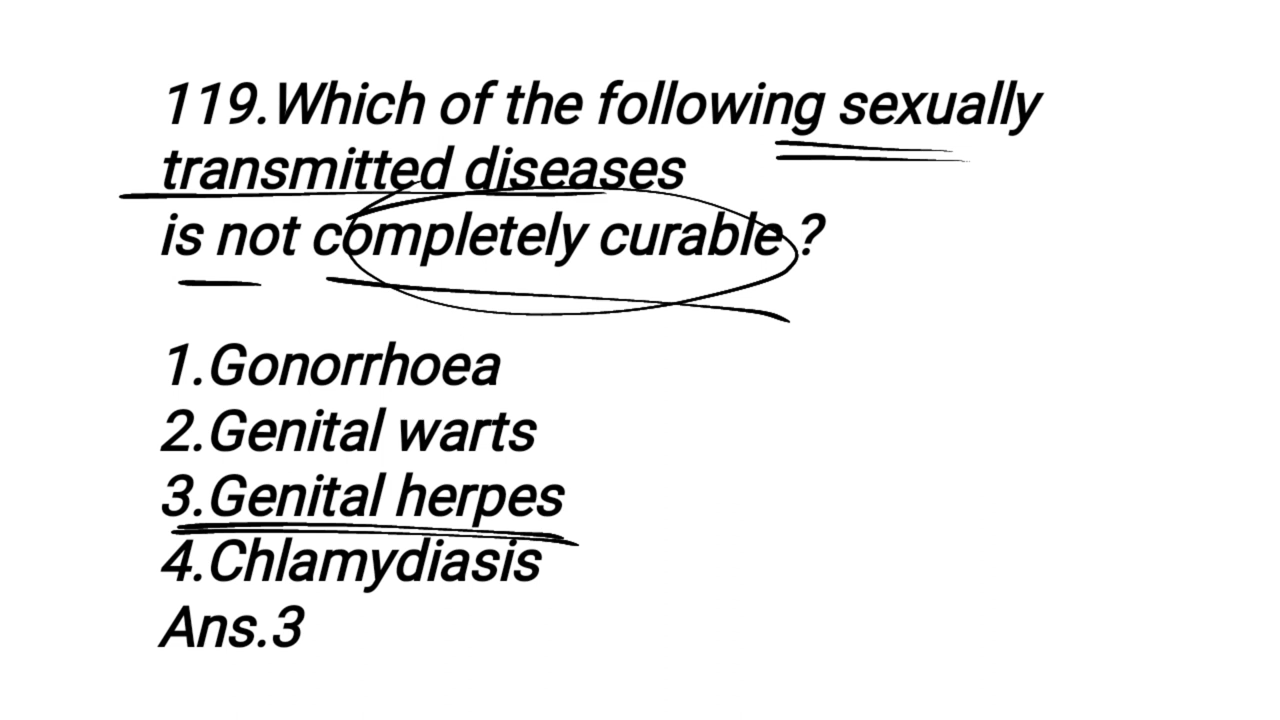 119.Which of the following sexually
transmitted diseases
is not completely curable ?
1.Gonorrhoea
2.Genital warts
3.Genital herpes
4.Chlamydiasis
Ans.3